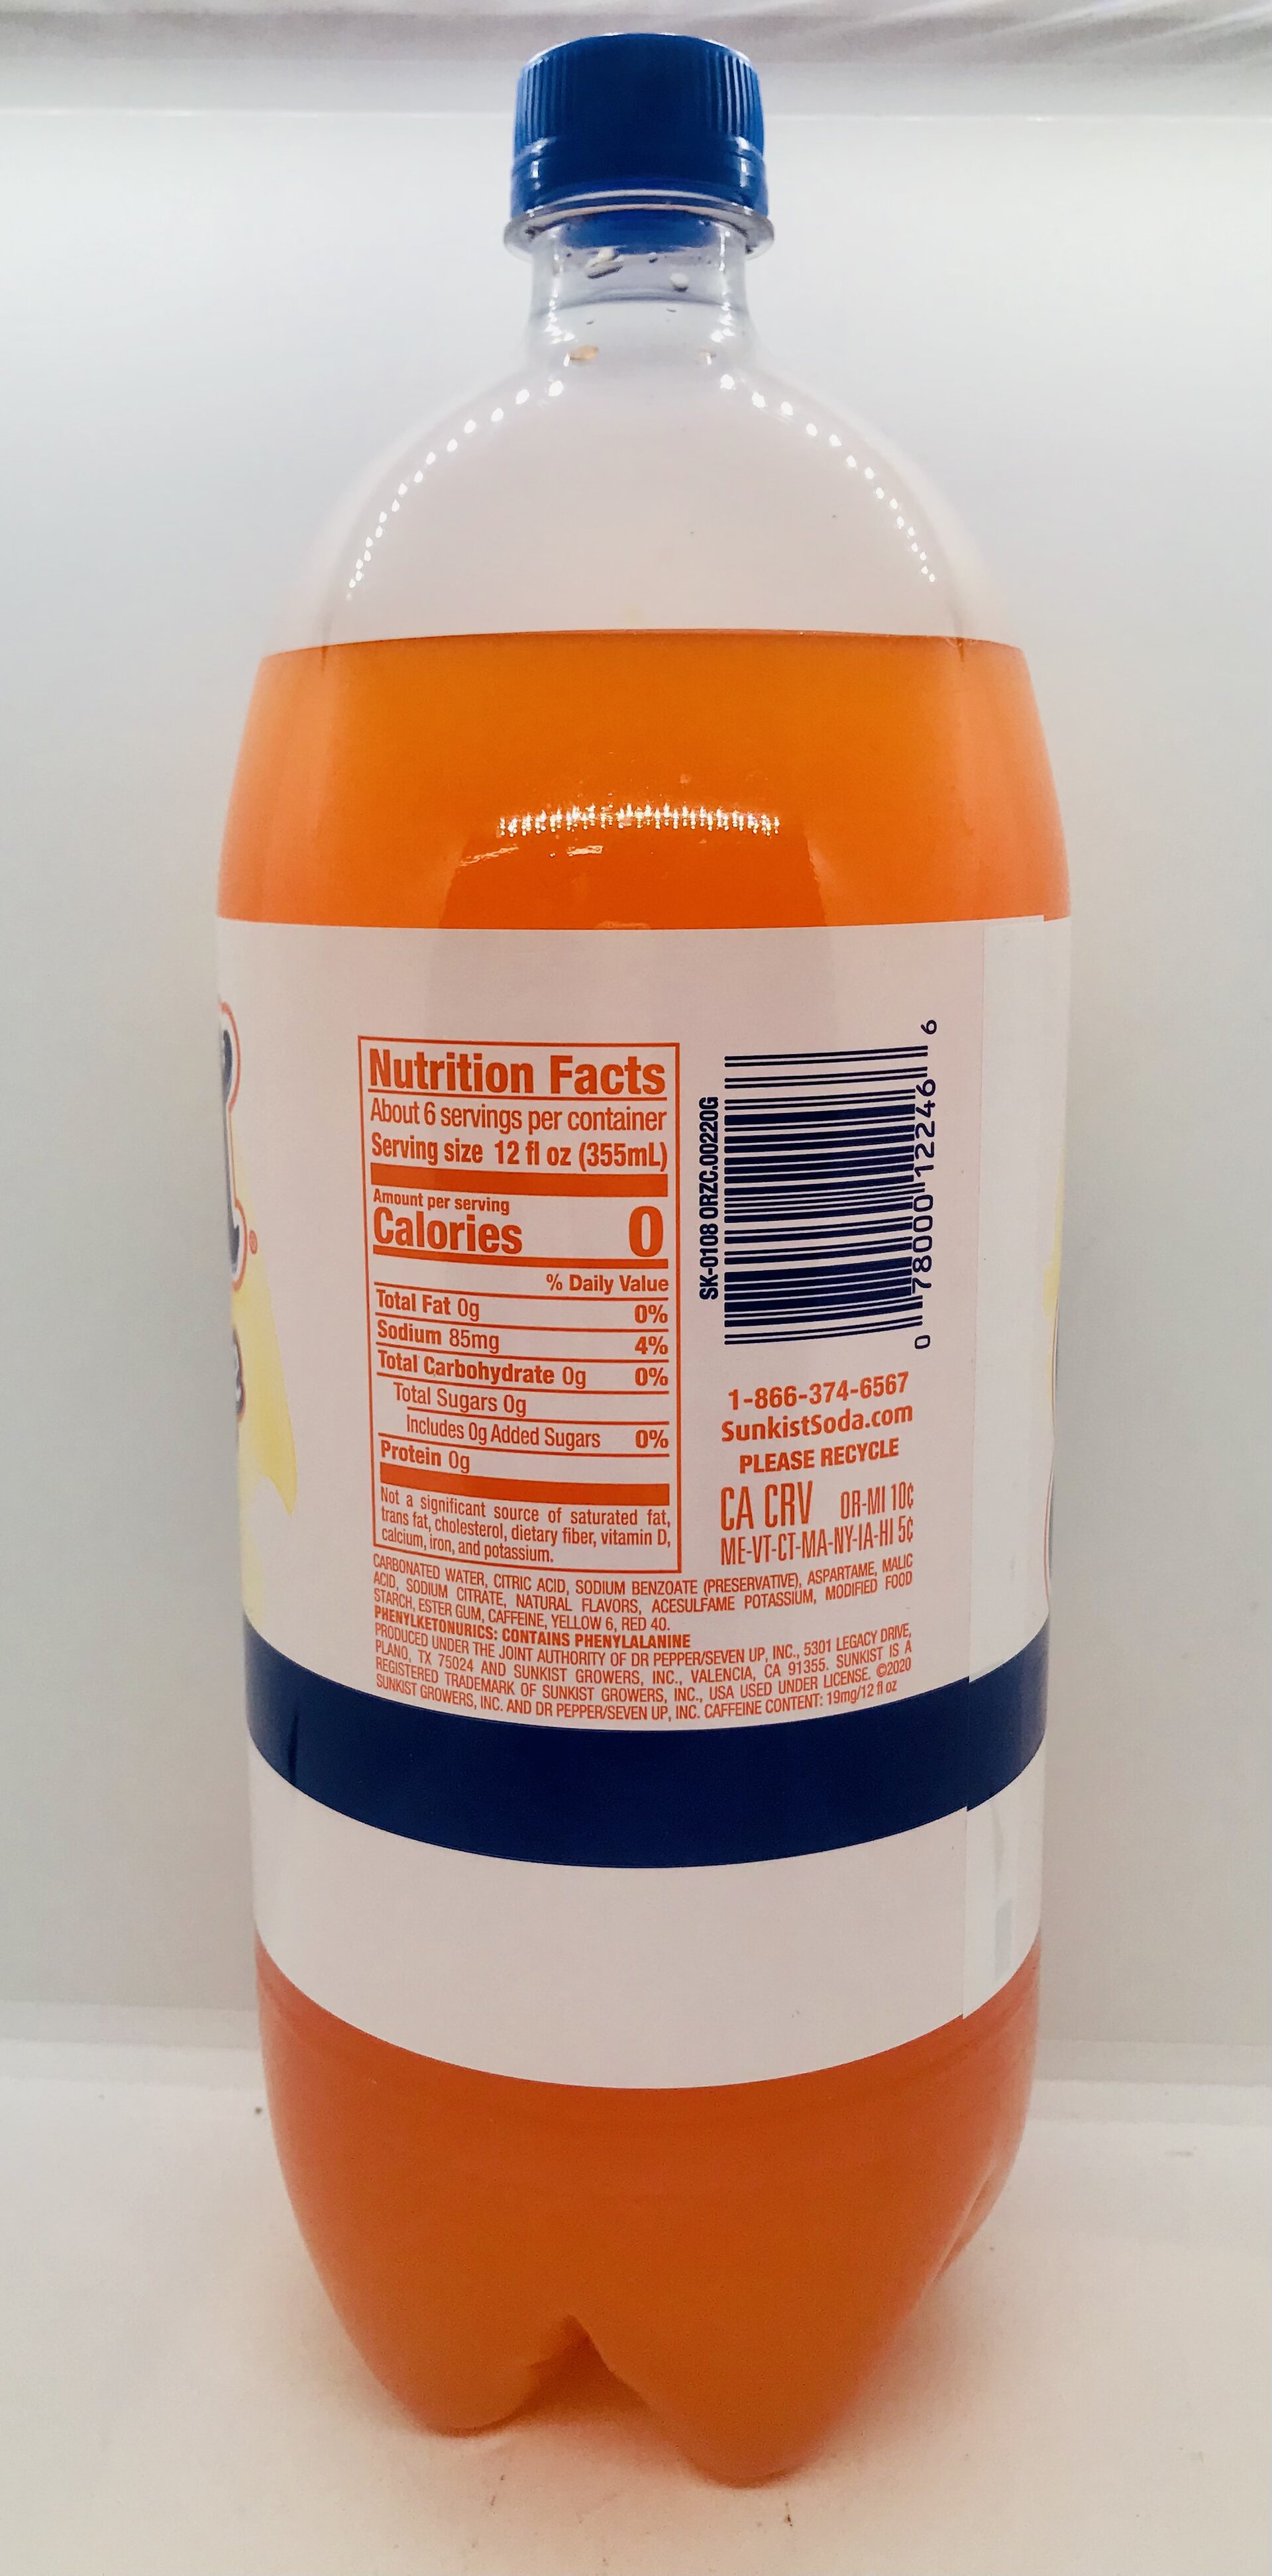 Nutrition Facts
About 6 servings per container
Serving size 12 fl oz (355mL)
Amount per serving
Calories 0
% Daily Value
Total Fat 0g 0%
Sodium 85mg 4%
Total Carbohydrate 0g 0%
Total Sugars 0g
Includes 0g Added Sugars 0%
Protein 0g
Not a significant source of saturated fat,
trans fat, cholesterol, dietary fiber, vitamin D,
calcium, iron, and potassium.
SK-0108 ORZC.00220G
0 78000 12246 6
1-866-374-6567
SunkistSoda.com
PLEASE RECYCLE
CA CRV OR-MI 10¢
ME-VT-CT-MA-NY-IA-HI 5¢
CARBONATED WATER, CITRIC ACID, SODIUM BENZOATE (PRESERVATIVE), ASPARTAME, MALIC
ACID, SODIUM CITRATE, NATURAL FLAVORS, ACESULFAME POTASSIUM, MODIFIED FOOD
STARCH, ESTER GUM, CAFFEINE, YELLOW 6, RED 40.
PHENYLKETONURICS: CONTAINS PHENYLALANINE
PRODUCED UNDER THE JOINT AUTHORITY OF DR PEPPER/SEVEN UP, INC., 5301 LEGACY DRIVE,
PLANO, TX 75024 AND SUNKIST GROWERS, INC., VALENCIA, CA 91355. SUNKIST IS A
REGISTERED TRADEMARK OF SUNKIST GROWERS, INC., USA USED UNDER LICENSE. ©2020
SUNKIST GROWERS, INC. AND DR PEPPER/SEVEN UP, INC. CAFFEINE CONTENT: 19mg/12 fl oz